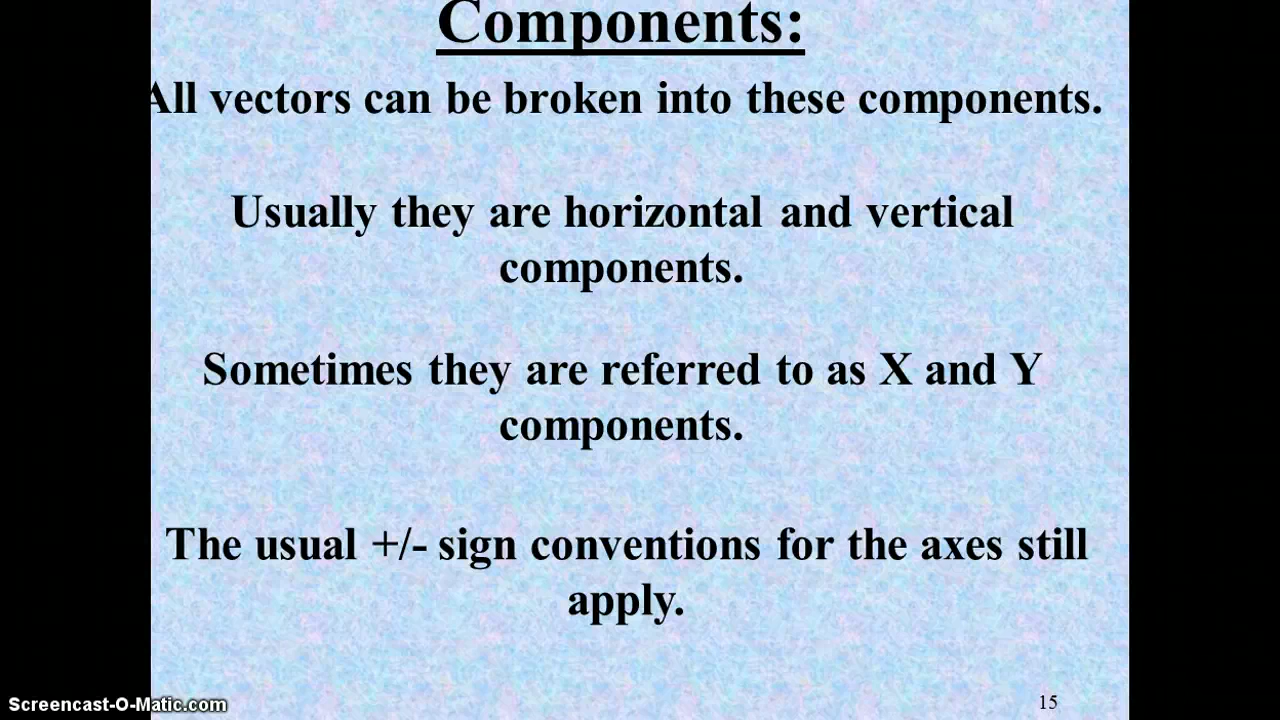 Components:
All vectors can be broken into these components.
Usually they are horizontal and vertical
components.
Sometimes they are referred to as X and Y
components.
The usual +/- sign conventions for the axes still
apply.
15
Screencast-O-Matic.com